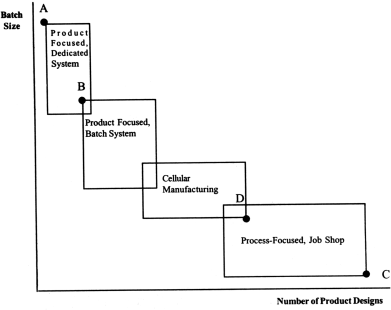 A
Batch
Size
Product
Focused,
Dedicated
System
B
Product Focused,
Batch System
Cellular
Manufacturing
D
Process-Focused, Job Shop
C
Number of Product Designs